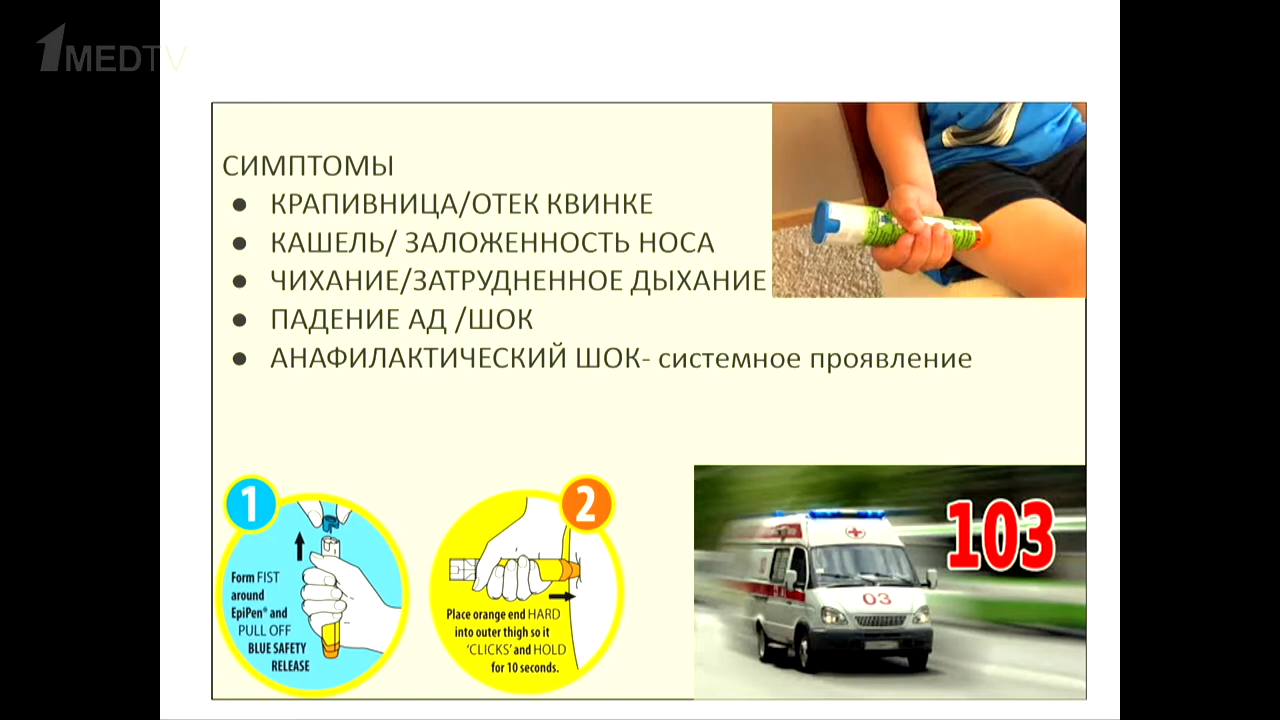 1MEDTV
СИМПТОМЫ
● КРАПИВНИЦА/ОТЕК КВИНКЕ
● КАШЕЛЬ/ ЗАЛОЖЕННОСТЬ НОСА
● ЧИХАНИЕ/ЗАТРУДНЕННОЕ ДЫХАНИЕ
● ПАДЕНИЕ АД /ШОК
● АНАФИЛАКТИЧЕСКИЙ ШОК- системное проявление
1
Form FIST
around
EpiPen® and
PULL OFF
BLUE SAFETY
RELEASE
2
Place orange end HARD
into outer thigh so it
'CLICKS' and HOLD
for 10 seconds.
103
03